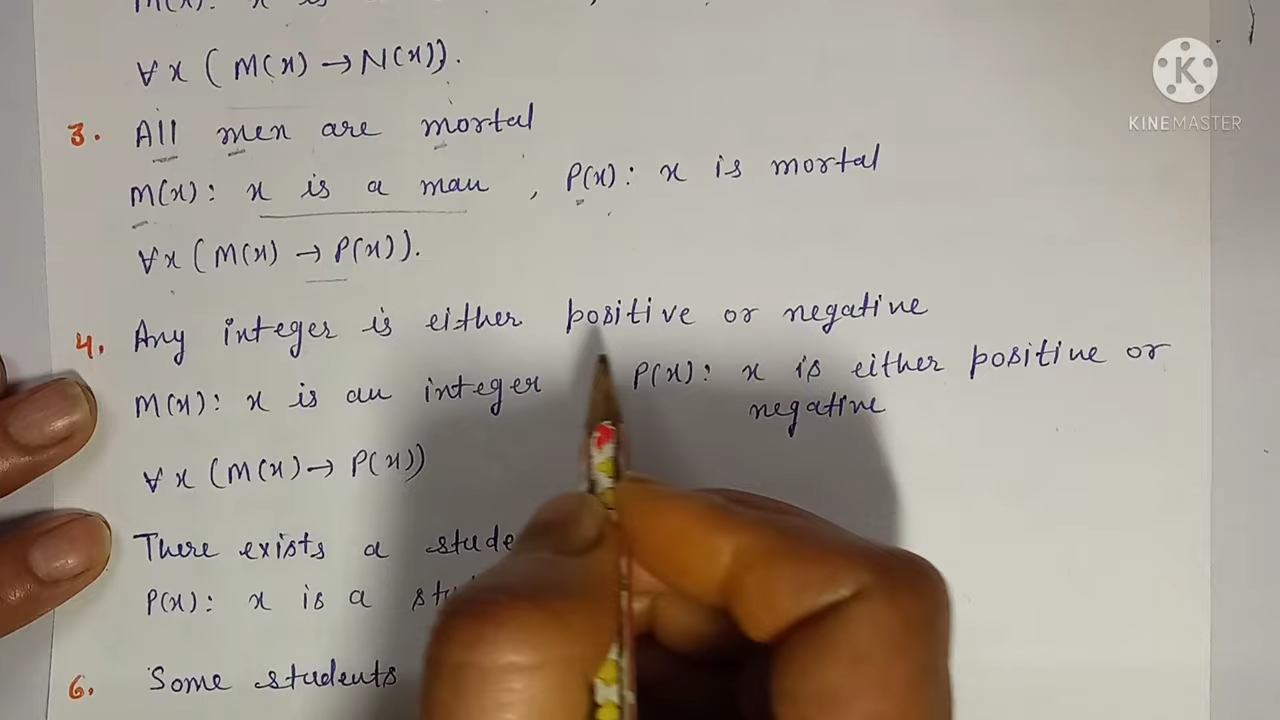 M(x): x is
∀x (M(x) → N(x)).
3. All men are mortal
M(x): x is a man , P(x): x is mortal
∀x (M(x) → P(x)).
4. Any integer is either positive or negative
M(x): x is an integer P(x): x is either positive or
negative
∀x (M(x) → P(x))
There exists a
P(x): x is a
6. Some students
K
KINEMASTER